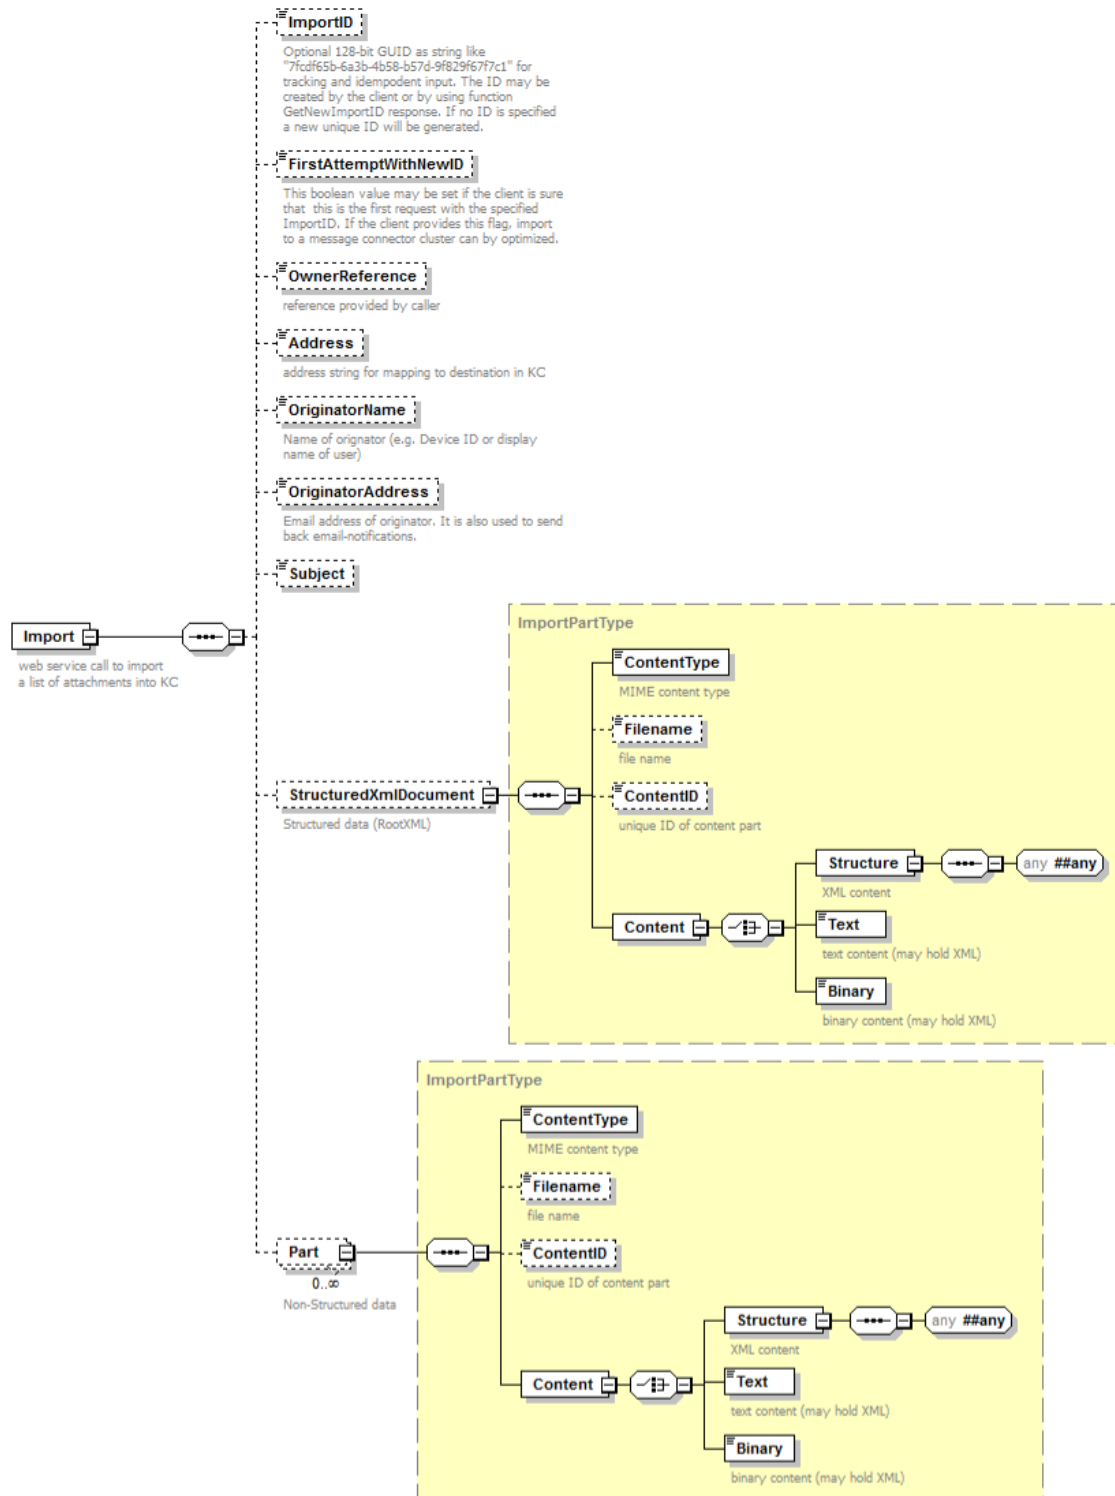 ImportID
Optional 128-bit GUID as string like
"7fcdf65b-6a3b-4b58-b57d-9f829f67f7c1" for
tracking and idempodent input. The ID may be
created by the client or by using function
GetNewImportID response. If no ID is specified
a new unique ID will be generated.
FirstAttemptWithNewID
This boolean value may be set if the client is sure
that this is the first request with the specified
ImportID. If the client provides this flag, import
to a message connector cluster can by optimized.
OwnerReference
reference provided by caller
Address
address string for mapping to destination in KC
OriginatorName
Name of orignator (e.g. Device ID or display
name of user)
OriginatorAddress
Email address of originator. It is also used to send
back email-notifications.
Subject
Import
web service call to import
a list of attachments into KC
ImportPartType
ContentType
MIME content type
Filename
file name
StructuredXmlDocument
Structured data (RootXML)
ContentID
unique ID of content part
Structure
any ##any
XML content
Content
Text
text content (may hold XML)
Binary
binary content (may hold XML)
ImportPartType
ContentType
MIME content type
Filename
file name
Part
0..∞
Non-Structured data
ContentID
unique ID of content part
Structure
any ##any
XML content
Content
Text
text content (may hold XML)
Binary
binary content (may hold XML)